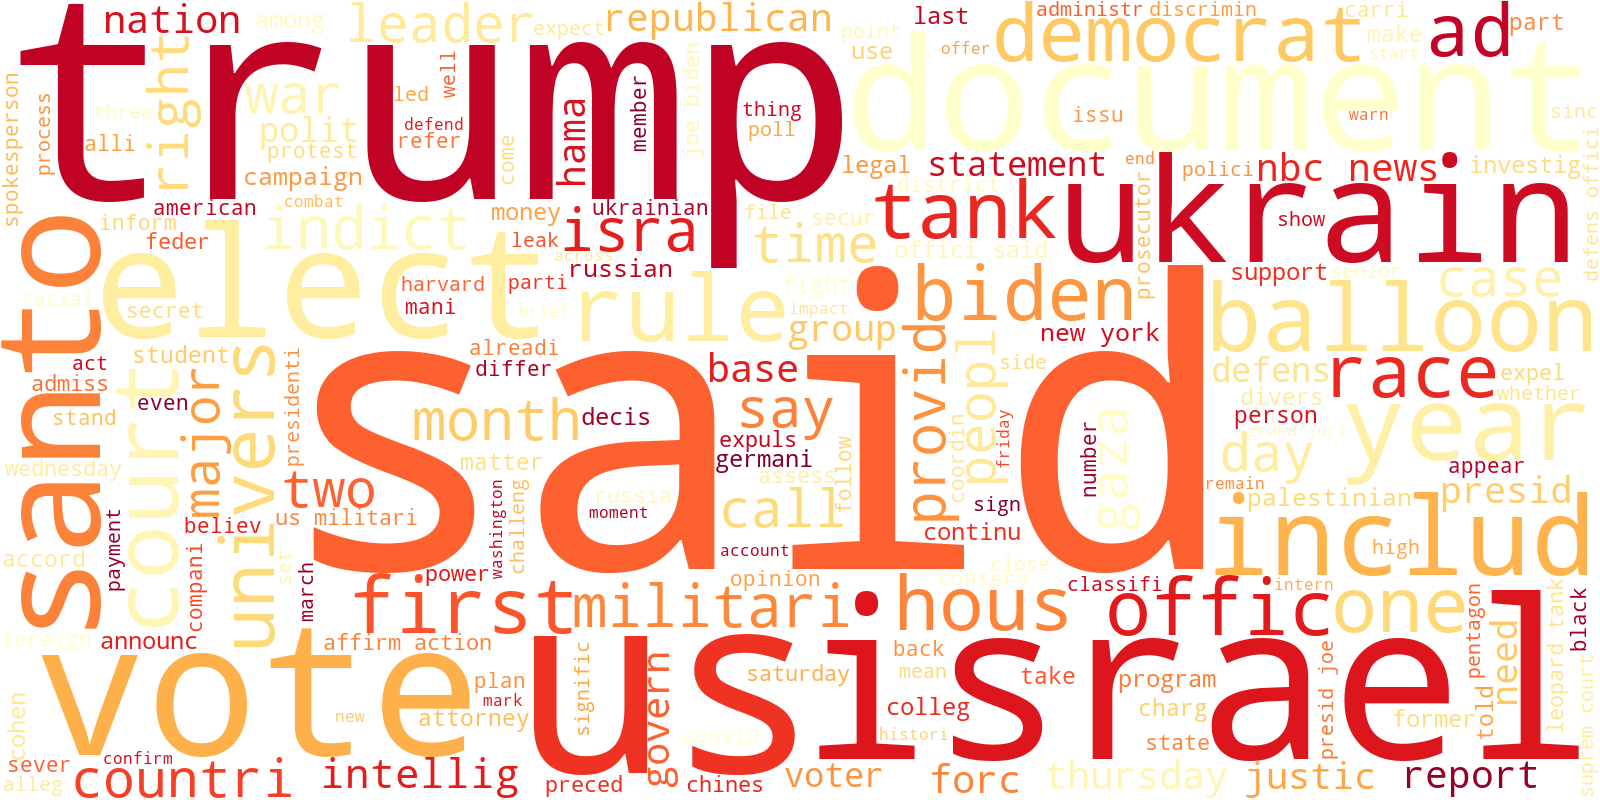 trump
said
document
elect
ukrain
vote
us
israel
santo
balloon
democrat
year
includ
tank
ad
rule
court
univers
biden
race
hous
offic
one
first
militari
countri
leader
nation
republican
among
expect
last
administr
discrimin
carri
make
part
point
use
offer
start
right
war
polit
alli
three
process
spokesperson
led
well
defend
refer
protest
campaign
american
combat
come
hama
member
joe biden
thing
poll
issu
warn
sinc
legal
statement
end
polici
nbc news
investig
district
inform
feder
indict
money
ukrainian
leak
isra
across
russian
file
secur
time
offici said
prosecutor
show
defens offici
racial
secret
harvard
mani
parti
brief
fight
impact
group
support
senior
case
new york
act
admiss
student
presidenti
alreadi
differ
base
provid
peopl
side
defens
divers
expel
whether
stand
even
major
month
decis
say
person
friday
grand juri
wednesday
matter
expuls
germani
assess
call
follow
coordin
number
gaza
day
appear
remain
two
us militari
believ
russia
moment
washington
challeng
account
sign
continu
palestinian
presid
high
accord
payment
compani
set
march
power
opinion
conserv
close
classifi
intern
foreign
announc
affirm action
back
mean
take
program
pentagon
need
black
cohen
new
plan
mark
attorney
signific
govern
consid
saturday
colleg
histori
charg
state
presid joe
told
former
leopard tank
suprem court
sever
alleg
confirm
intellig
preced
chines
voter
forc
thursday
justic
report